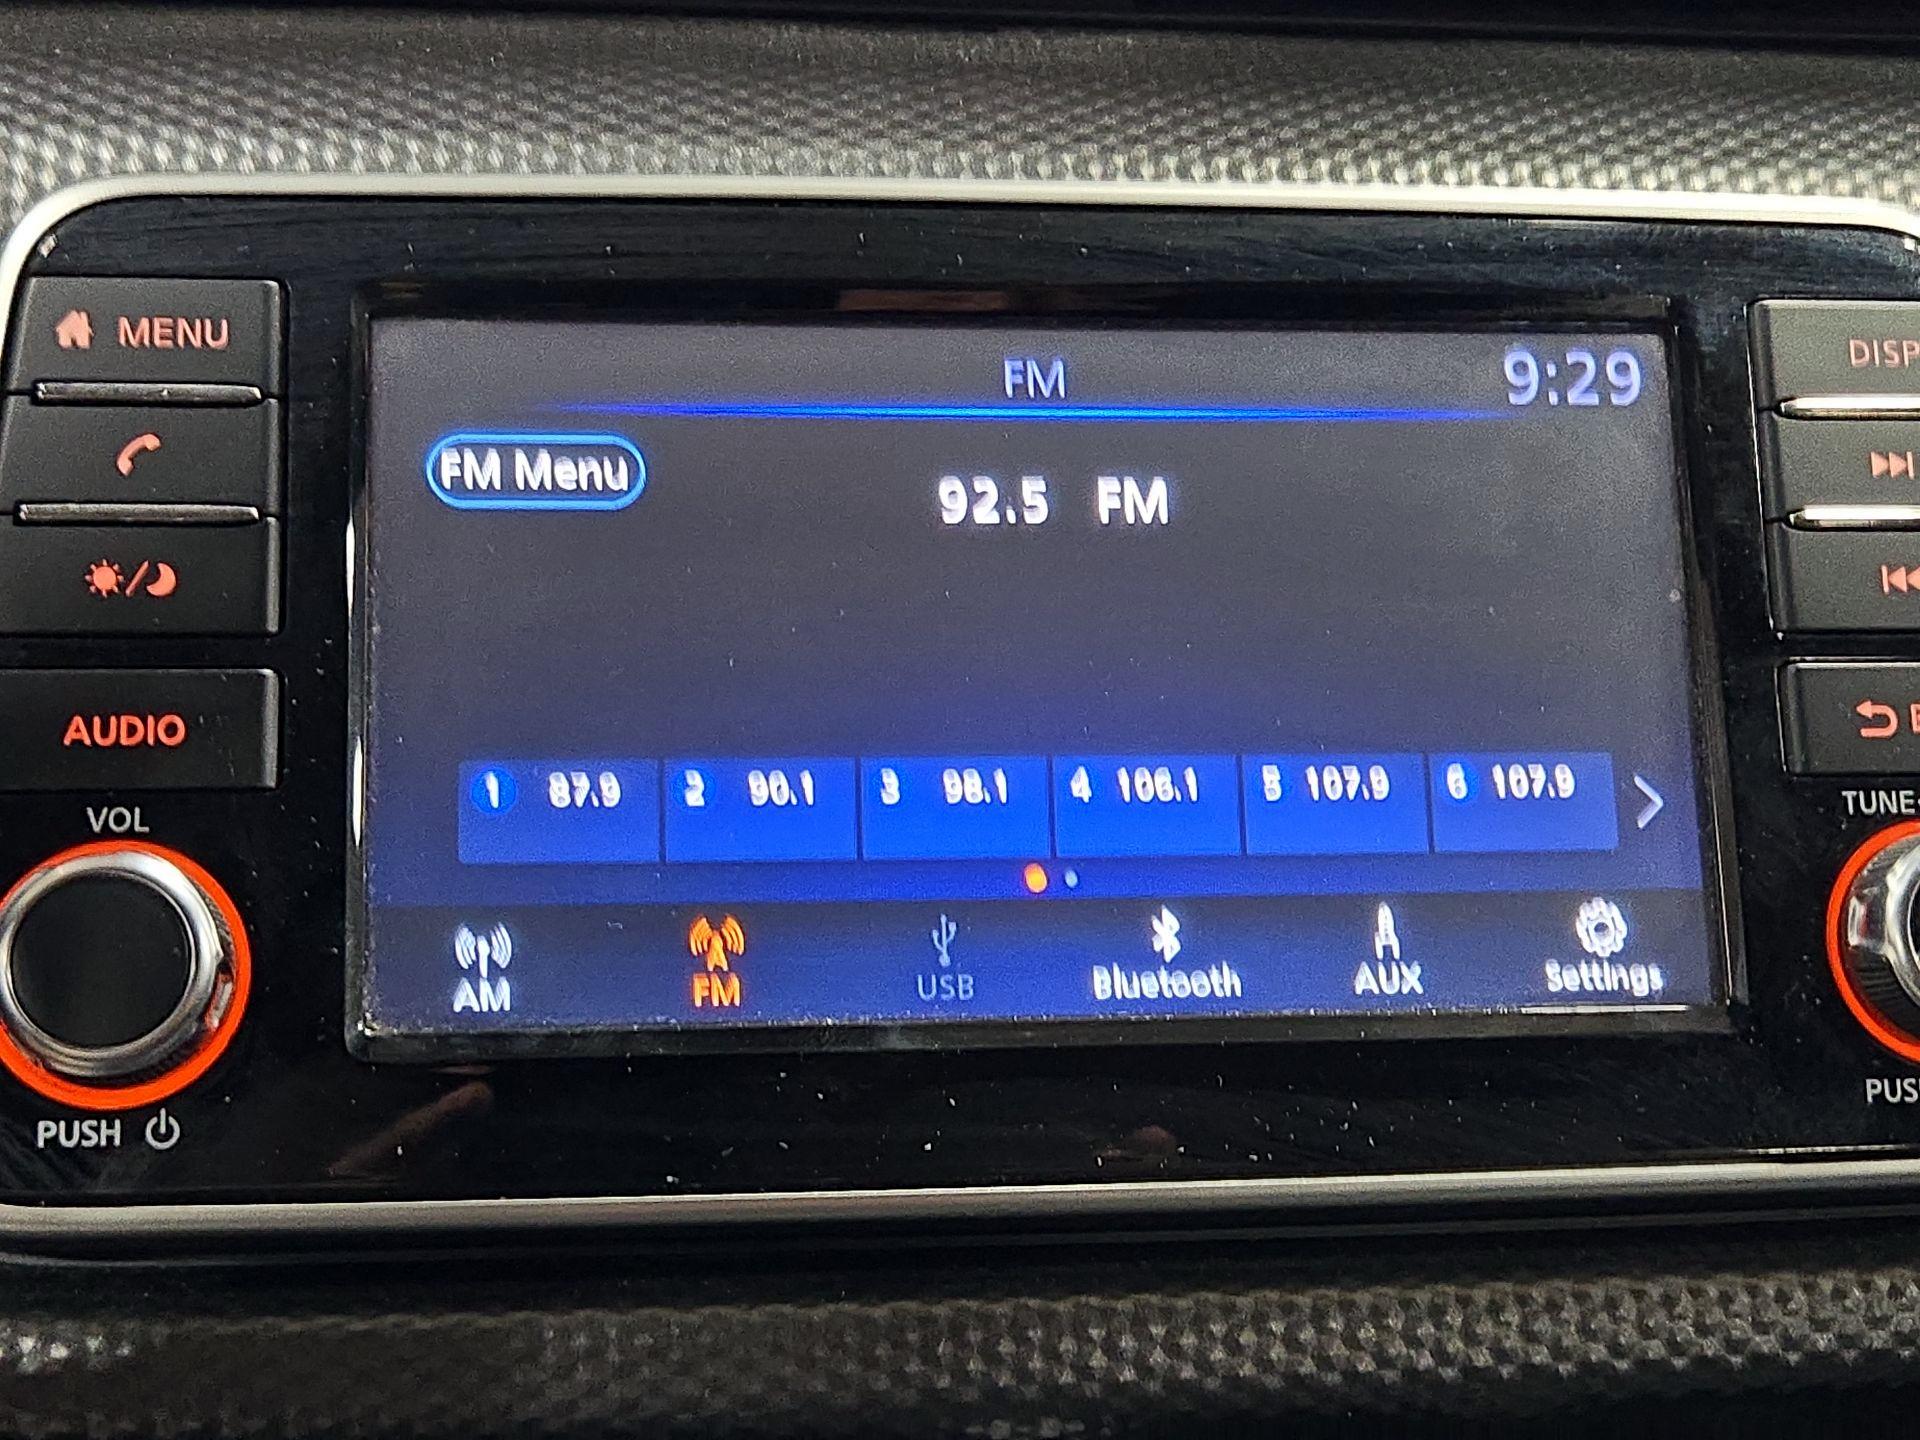 MENU
DISP
FM
9:29
FM Menu
92.5 FM
AUDIO
1 87.9
2 90.1
3 98.1
4 106.1
5 107.9
6 107.9
VOL
TUNE
AM
FM
USB
Bluetooth
AUX
Settings
PUSH
PUS